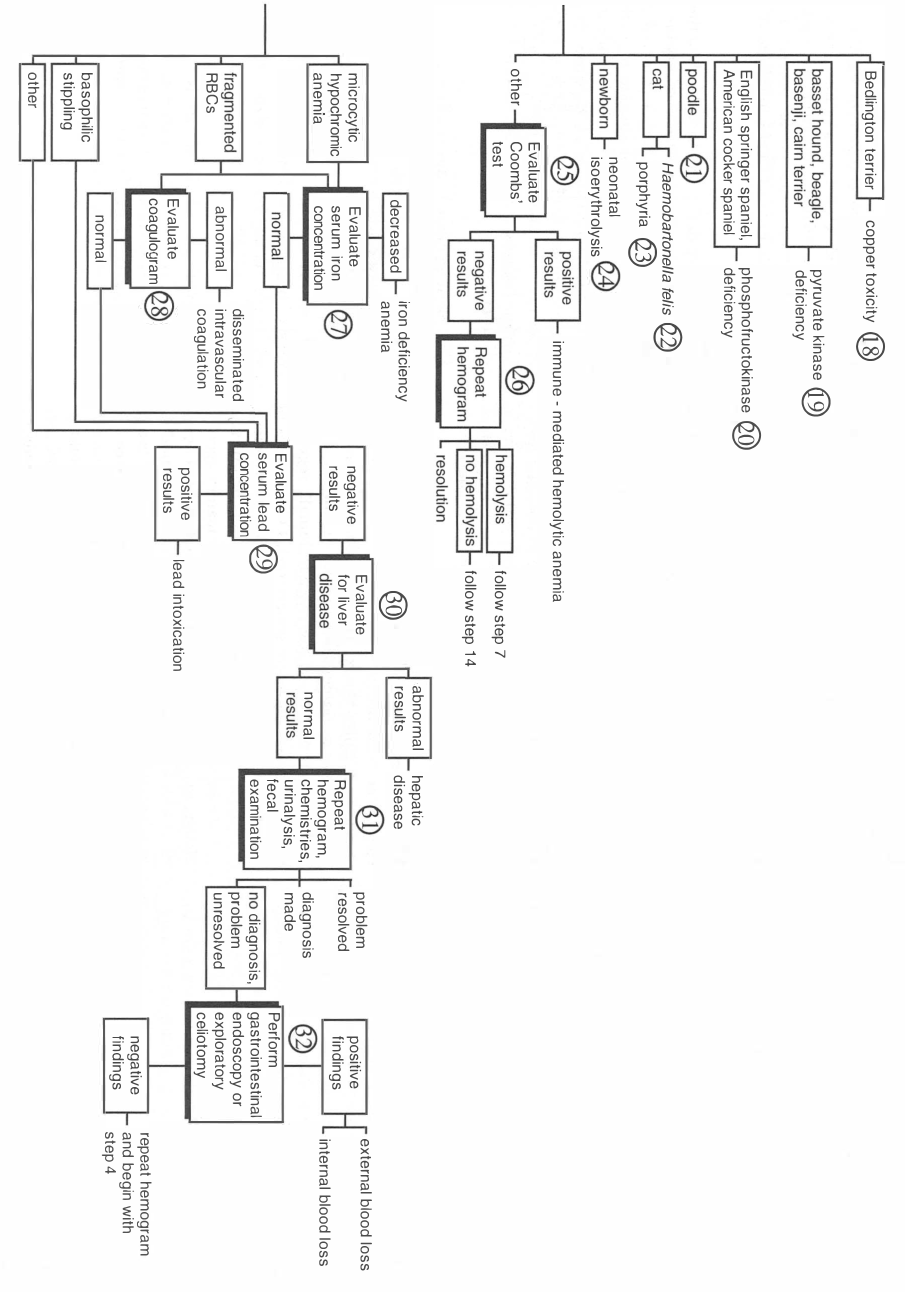 Bedlington terrier
copper toxicity
18
basset hound, beagle,
basenji, cairn terrier
pyruvate kinase
deficiency
19
English springer spaniel,
American cocker spaniel
phosphofructokinase
deficiency
20
poodle
21
cat
Haemobartonella felis
22
porphyria
23
newborn
neonatal
isoerythrolysis
24
other
Evaluate
Coombs'
test
25
positive
results
immune - mediated hemolytic anemia
negative
results
Repeat
hemogram
26
hemolysis
follow step 7
no hemolysis
follow step 14
resolution
microcytic
hypochromic
anemia
fragmented
RBCs
basophilic
stippling
other
decreased
iron deficiency
anemia
Evaluate
serum iron
concentration
27
normal
abnormal
disseminated
intravascular
coagulation
Evaluate
coagulogram
28
normal
negative
results
Evaluate
serum lead
concentration
29
positive
results
lead intoxication
Evaluate
for liver
disease
30
abnormal
results
hepatic
disease
normal
results
Repeat
hemogram,
chemistries,
urinalysis,
fecal
examination
31
problem
resolved
diagnosis
made
no diagnosis,
problem
unresolved
Perform
gastrointestinal
endoscopy or
exploratory
celiotomy
32
positive
findings
external blood loss
internal blood loss
negative
findings
repeat hemogram
and begin with
step 4